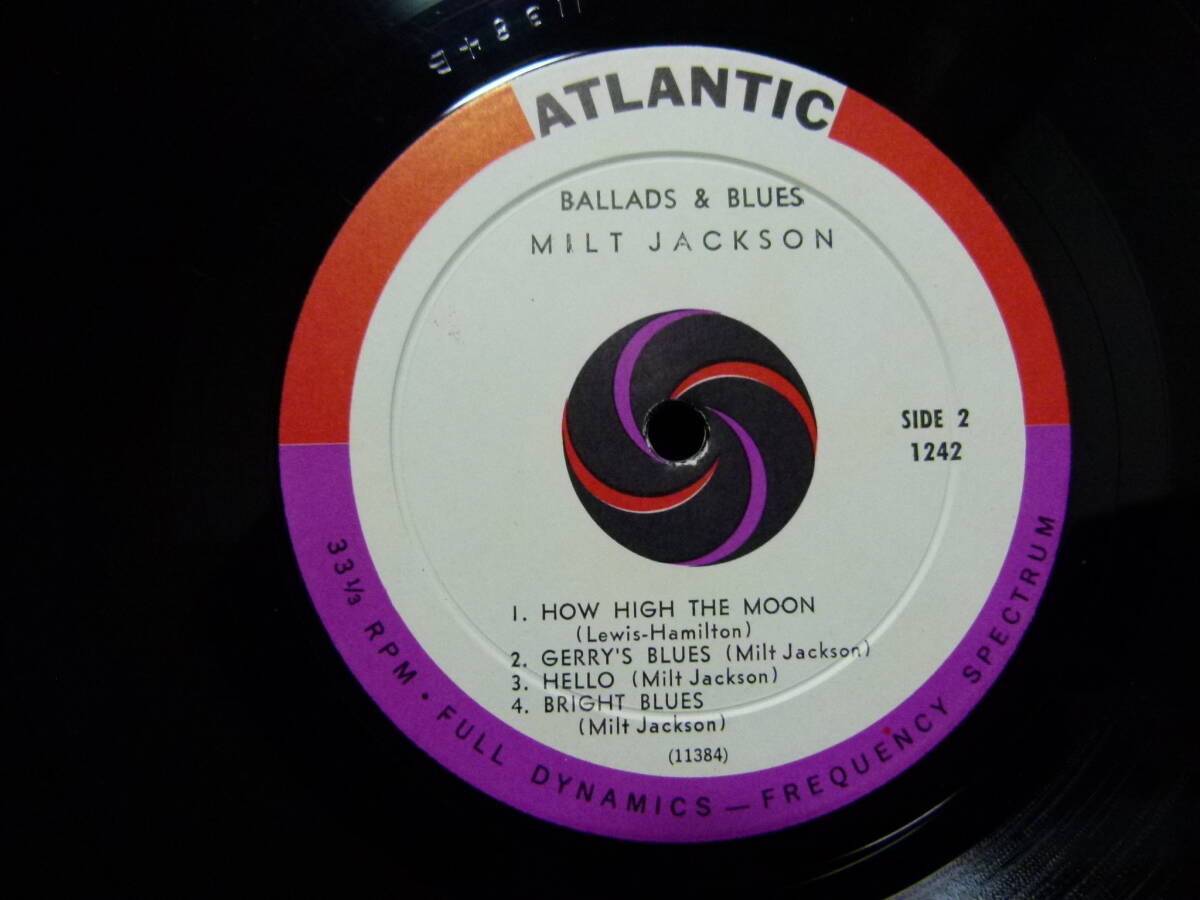 ATLANTIC
BALLADS & BLUES
MILT JACKSON
SIDE 2
1242
1. HOW HIGH THE MOON
(Lewis-Hamilton)
2. GERRY'S BLUES (Milt Jackson)
3. HELLO (Milt Jackson)
4. BRIGHT BLUES
(Milt Jackson)
(11384)
33⅓ RPM • FULL DYNAMICS — FREQUENCY SPECTRUM